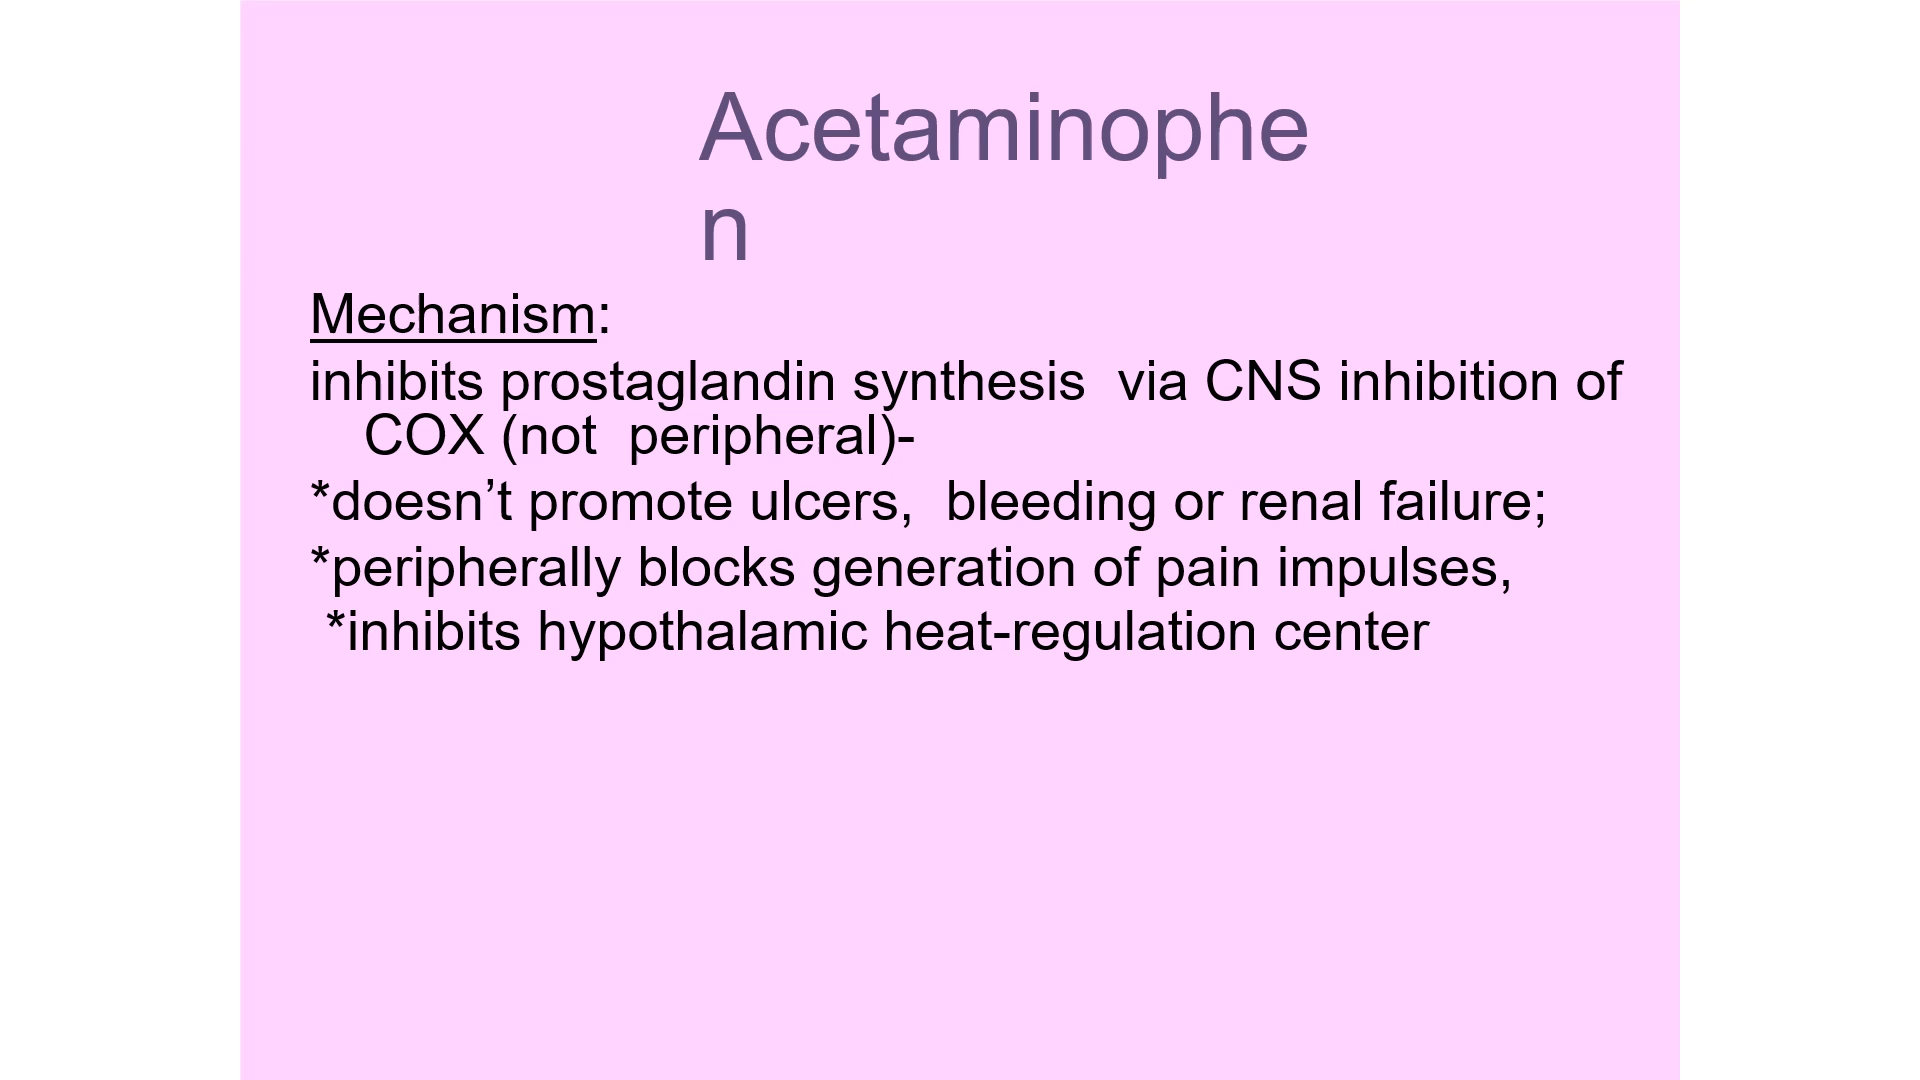 Acetaminophe
n
Mechanism:
inhibits prostaglandin synthesis  via CNS inhibition of
COX (not  peripheral)-
*doesn’t promote ulcers,  bleeding or renal failure;
*peripherally blocks generation of pain impulses,
*inhibits hypothalamic heat-regulation center